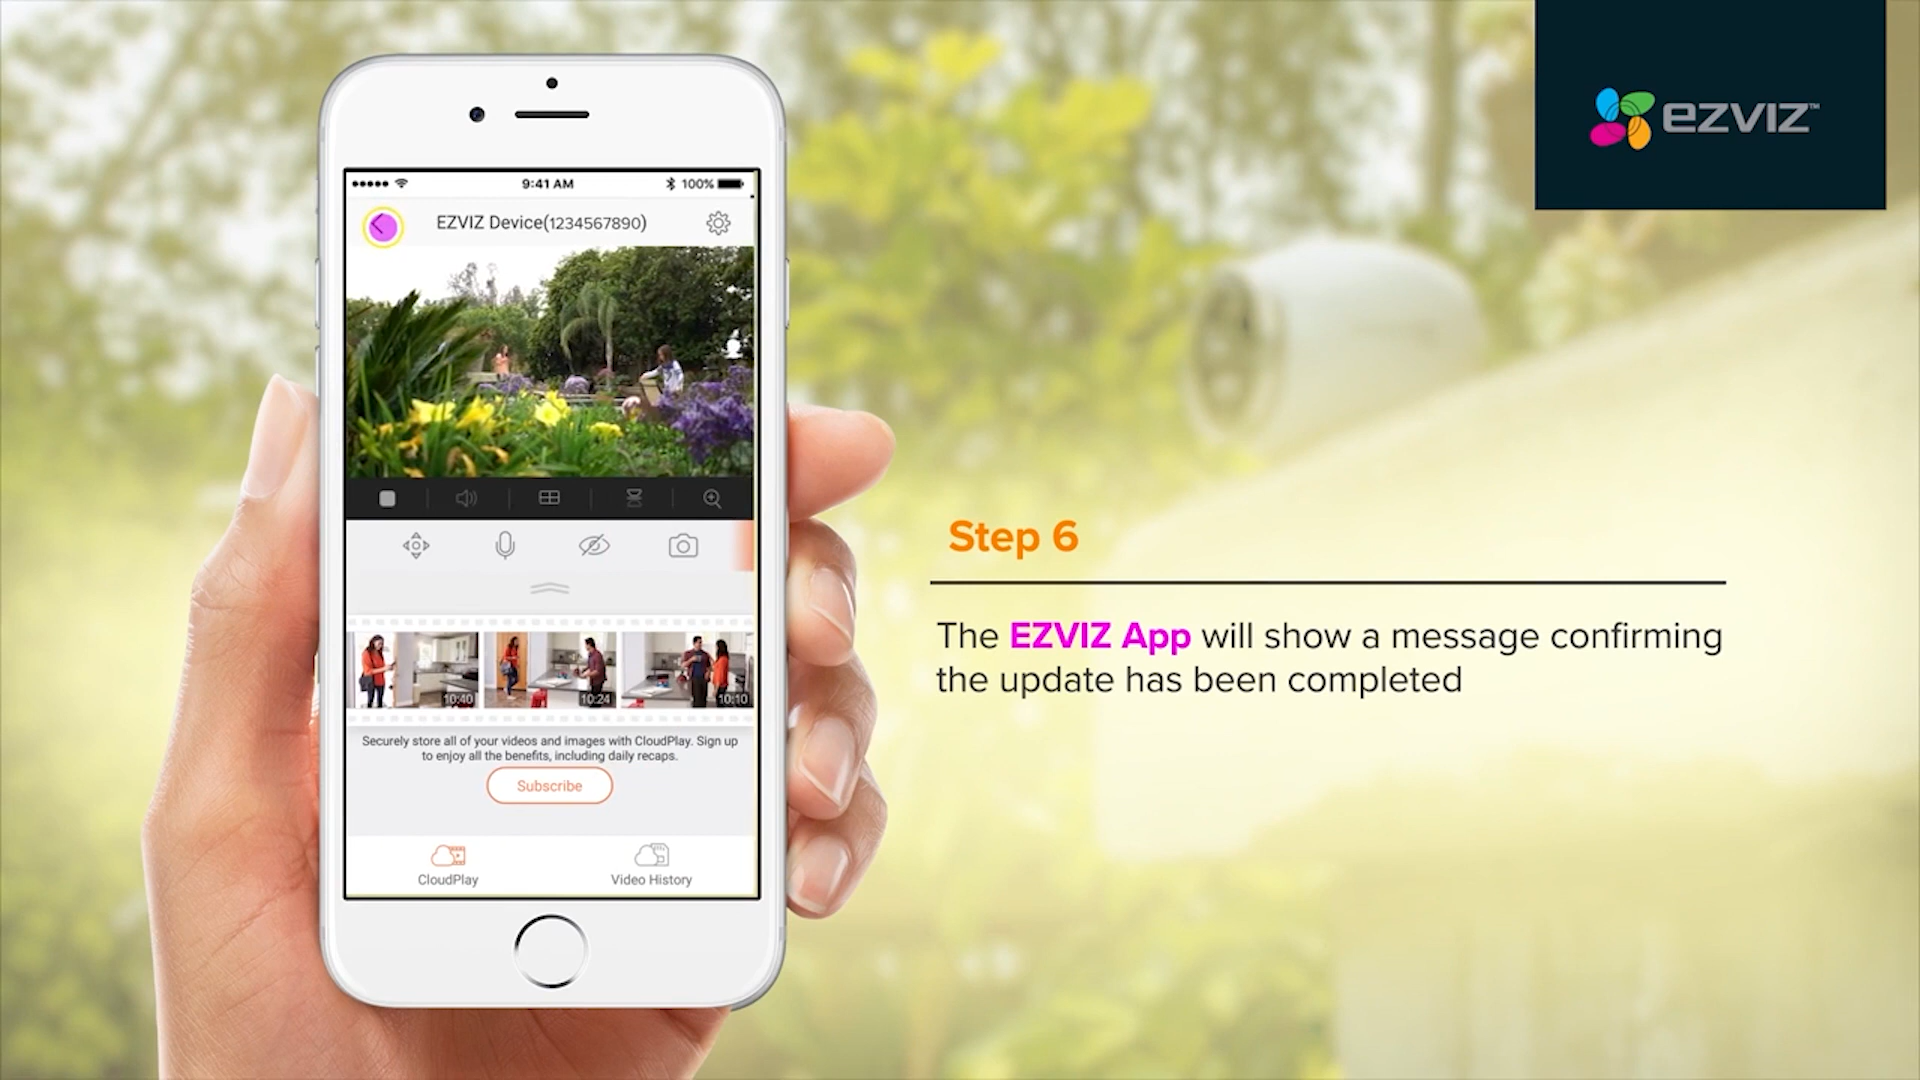 ezviz™
9:41 AM
100%
EZVIZ Device(1234567890)
10:40
10:24
10:10
Securely store all of your videos and images with CloudPlay. Sign up
to enjoy all the benefits, including daily recaps.
Subscribe
CloudPlay
Video History
Step 6
The EZVIZ App will show a message confirming
the update has been completed